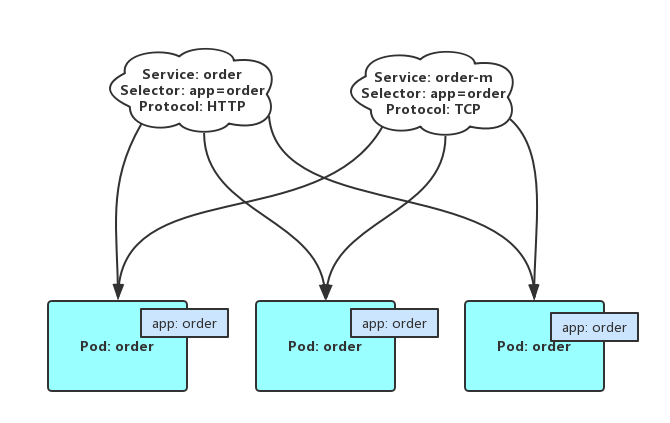 Service: order
Selector: app=order
Protocol: HTTP
Service: order-m
Selector: app=order
Protocol: TCP
app: order
Pod: order
app: order
Pod: order
app: order
Pod: order